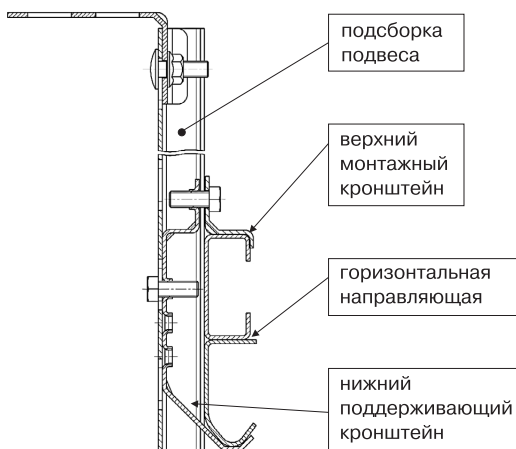 подсборка
подвеса
верхний
монтажный
кронштейн
горизонтальная
направляющая
нижний
поддерживающий
кронштейн